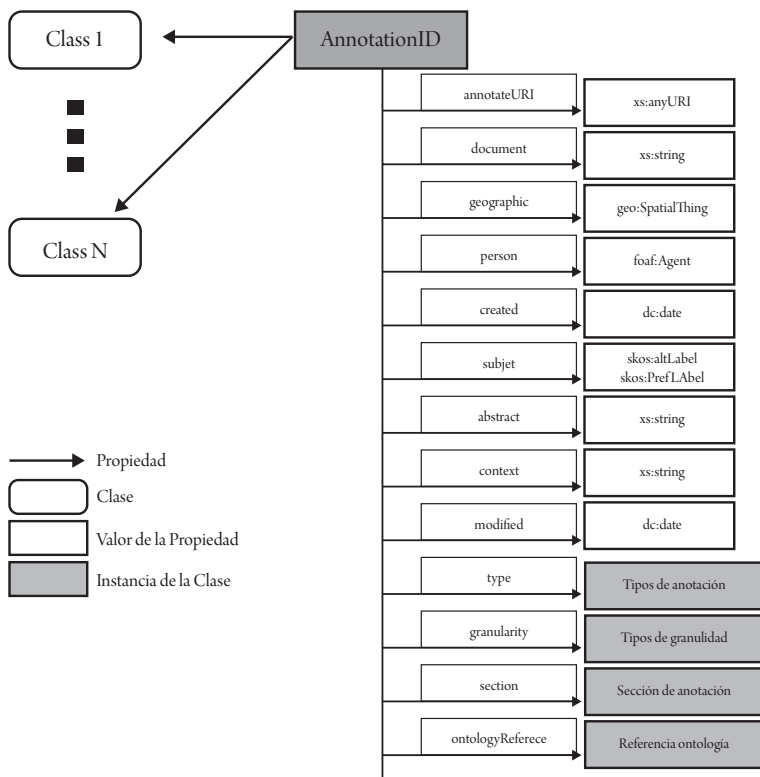 Class 1
AnnotationID
annotateURI
xs:anyURI
document
xs:string
geographic
geo:SpatialThing
person
foaf:Agent
Class N
created
dc:date
subjet
skos:altLabel
skos:PrefLAbel
abstract
xs:string
context
xs:string
modified
dc:date
type
Tipos de anotación
granularity
Tipos de granulidad
section
Sección de anotación
ontologyReferece
Referencia ontología
Propiedad
Clase
Valor de la Propiedad
Instancia de la Clase